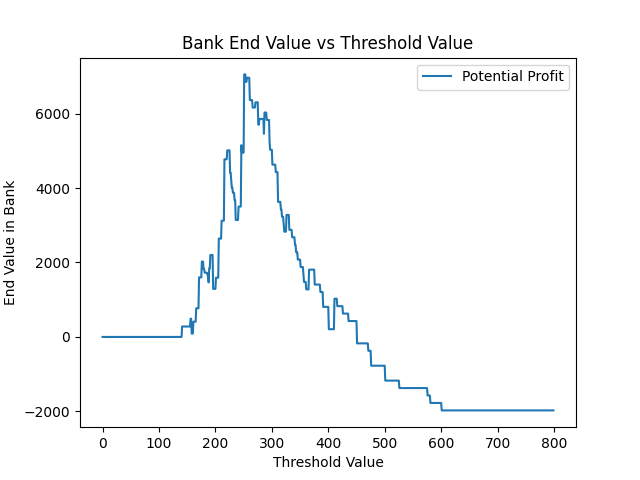 Bank End Value vs Threshold Value
Potential Profit
End Value in Bank
6000
4000
2000
0
−2000
0 100 200 300 400 500 600 700 800
Threshold Value